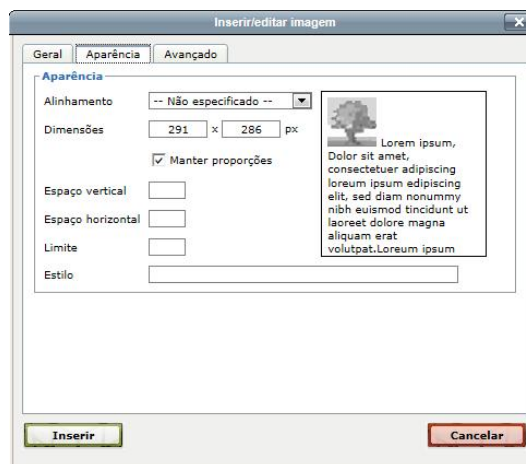 Inserir/editar imagem
Geral Aparência Avançado
Aparência
Alinhamento -- Não especificado --
Dimensões 291 x 286 px
Manter proporções
Espaço vertical
Espaço horizontal
Limite
Estilo
Lorem ipsum,
Dolor sit amet,
consectetuer adipiscing
loreum ipsum edipiscing
elit, sed diam nonummy
nibh euismod tincidunt ut
laoreet dolore magna
aliquam erat
volutpat.Loreum ipsum
Inserir Cancelar